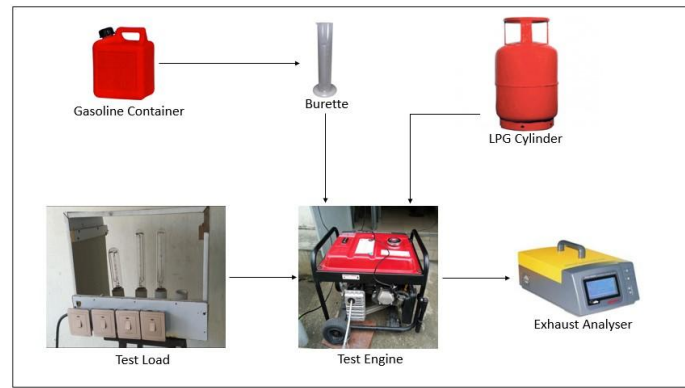 Gasoline Container
Burette
LPG Cylinder
Test Load
Test Engine
Exhaust Analyser